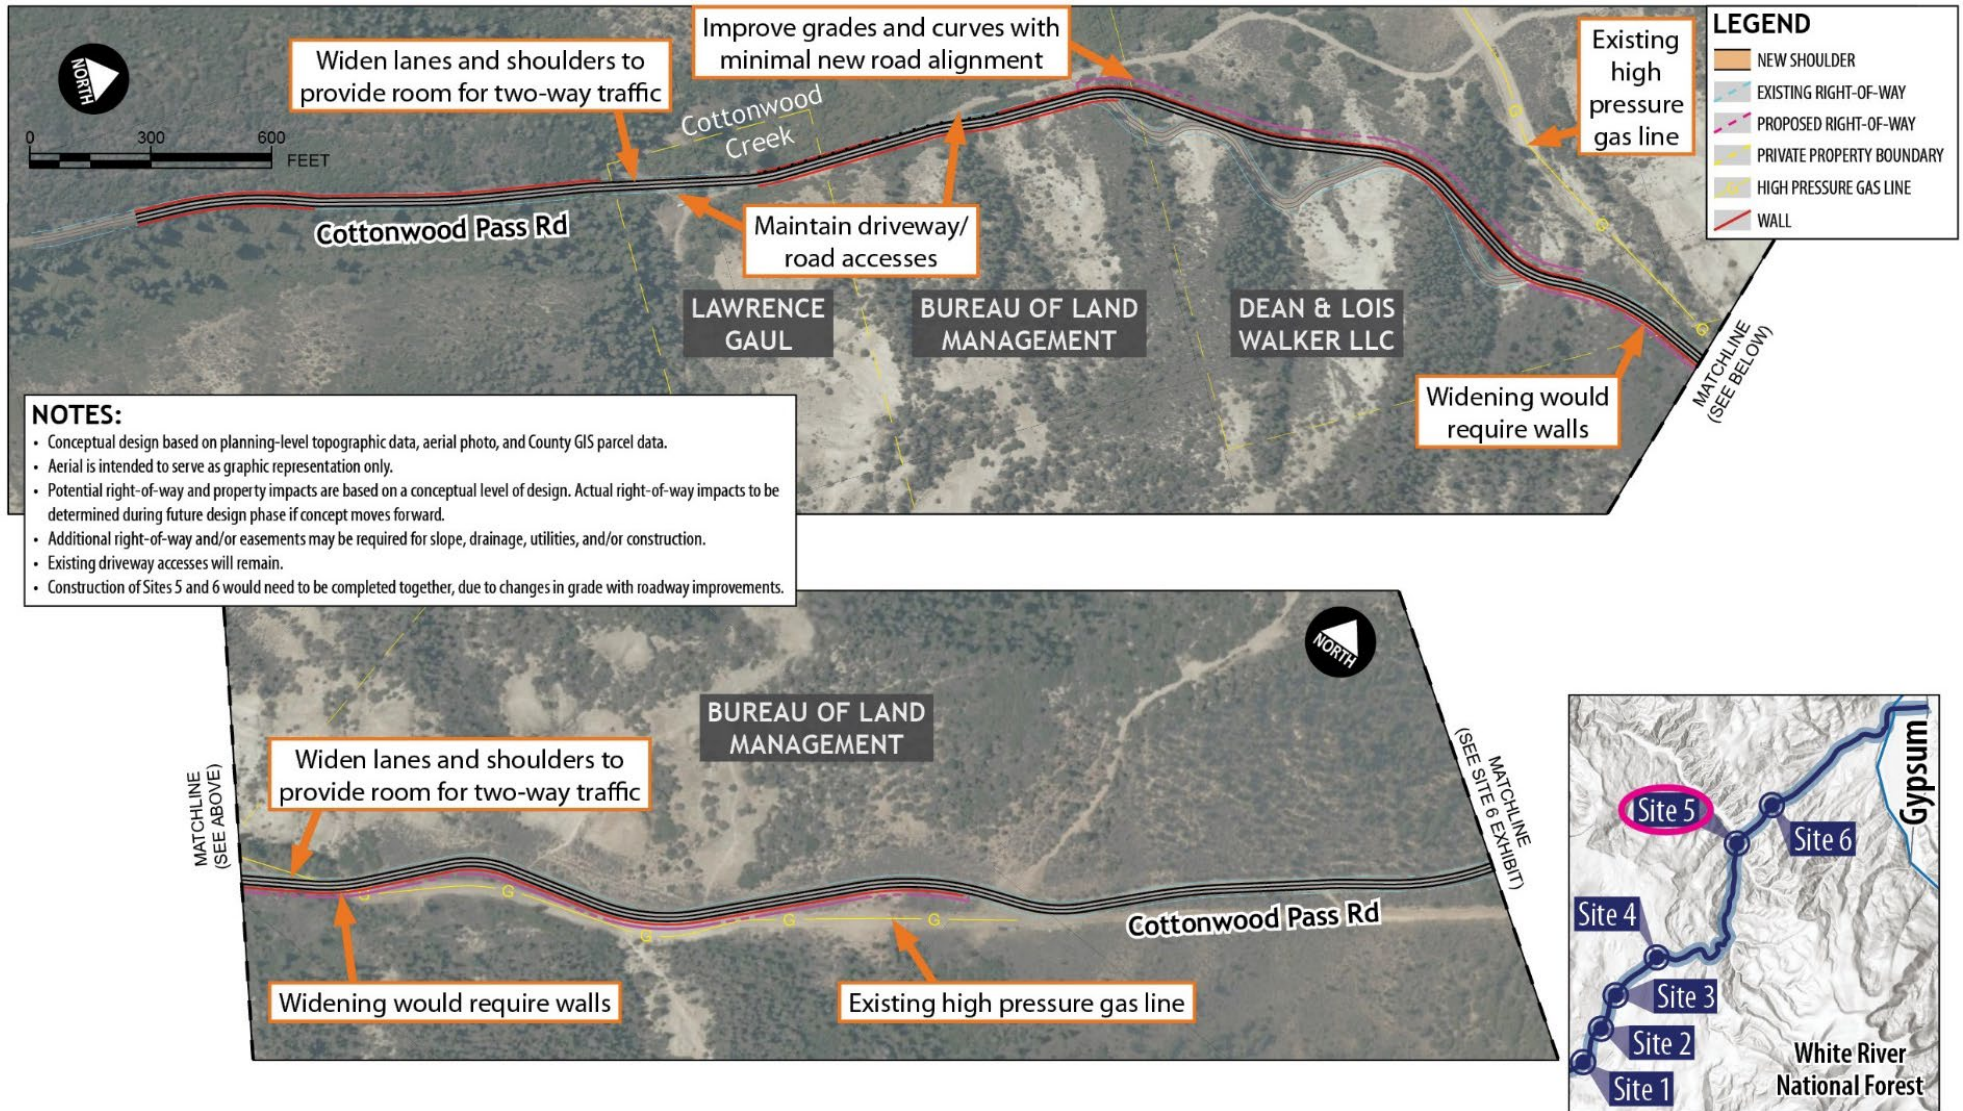 Widen lanes and shoulders to
provide room for two-way traffic
Improve grades and curves with
minimal new road alignment
Existing
high
pressure
gas line
LEGEND
NEW SHOULDER
EXISTING RIGHT-OF-WAY
PROPOSED RIGHT-OF-WAY
PRIVATE PROPERTY BOUNDARY
HIGH PRESSURE GAS LINE
WALL
NORTH
0 300 600
FEET
Cottonwood
Creek
G
G
G
Cottonwood Pass Rd
Maintain driveway/
road accesses
LAWRENCE
GAUL
BUREAU OF LAND
MANAGEMENT
DEAN & LOIS
WALKER LLC
Widening would
require walls
MATCHLINE
(SEE BELOW)
NOTES:
• Conceptual design based on planning-level topographic data, aerial photo, and County GIS parcel data.
• Aerial is intended to serve as graphic representation only.
• Potential right-of-way and property impacts are based on a conceptual level of design. Actual right-of-way impacts to be
determined during future design phase if concept moves forward.
• Additional right-of-way and/or easements may be required for slope, drainage, utilities, and/or construction.
• Existing driveway accesses will remain.
• Construction of Sites 5 and 6 would need to be completed together, due to changes in grade with roadway improvements.
NORTH
BUREAU OF LAND
MANAGEMENT
Widen lanes and shoulders to
provide room for two-way traffic
MATCHLINE
(SEE ABOVE)
MATCHLINE
(SEE SITE 6 EXHIBIT)
G
G
G
G
G
Cottonwood Pass Rd
Widening would require walls
Existing high pressure gas line
Gypsum
Site 5
Site 6
Site 4
Site 3
Site 2
Site 1
White River
National Forest